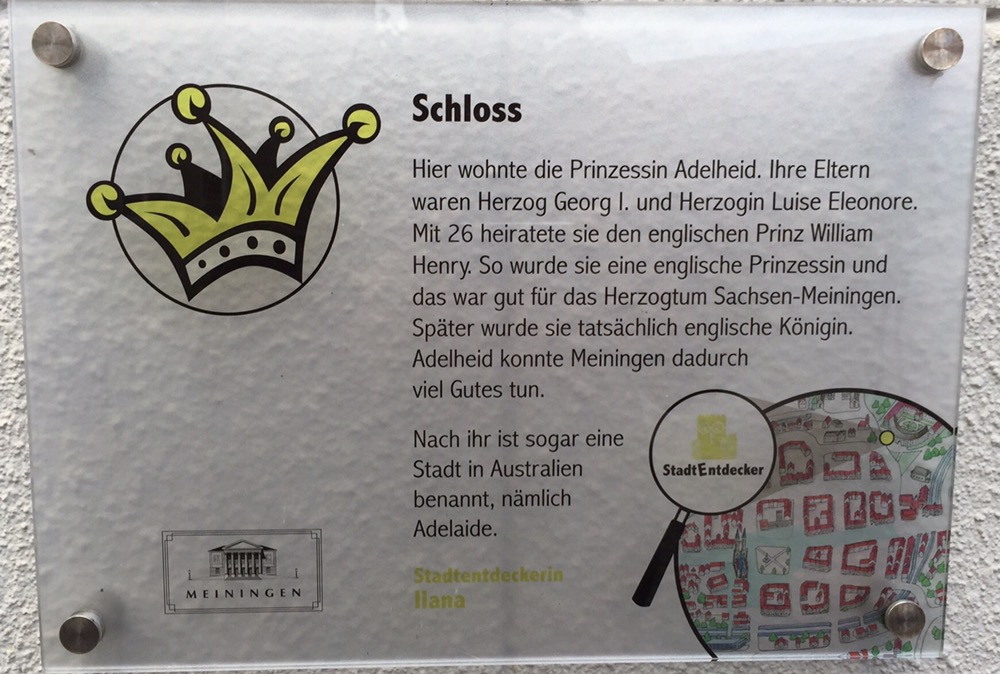 Schloss
Hier wohnte die Prinzessin Adelheid. Ihre Eltern
waren Herzog Georg I. und Herzogin Luise Eleonore.
Mit 26 heiratete sie den englischen Prinz William
Henry. So wurde sie eine englische Prinzessin und
das war gut für das Herzogtum Sachsen-Meiningen.
Später wurde sie tatsächlich englische Königin.
Adelheid konnte Meiningen dadurch
viel Gutes tun.
Nach ihr ist sogar eine
Stadt in Australien
benannt, nämlich
Adelaide.
Stadtentdeckerin
Ilana
StadtEntdecker
MEININGEN